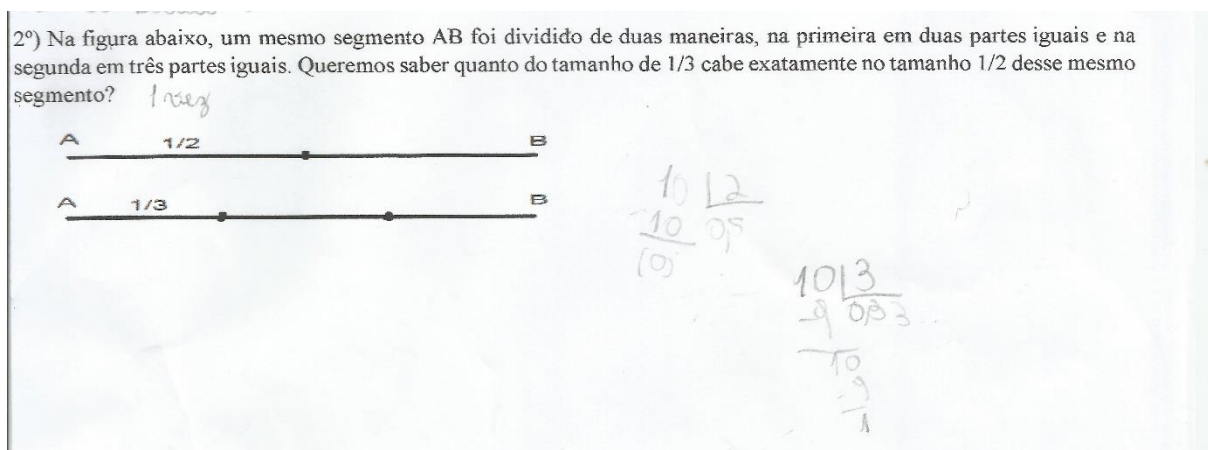 2º) Na figura abaixo, um mesmo segmento AB foi dividido de duas maneiras, na primeira em duas partes iguais e na
segunda em três partes iguais. Queremos saber quanto do tamanho de 1/3 cabe exatamente no tamanho 1/2 desse mesmo
segmento? 1 vez
A 1/2 B
A 1/3 B
10 2
-10 0,5
(0)
10 3
-9 0,33
10
-9
1